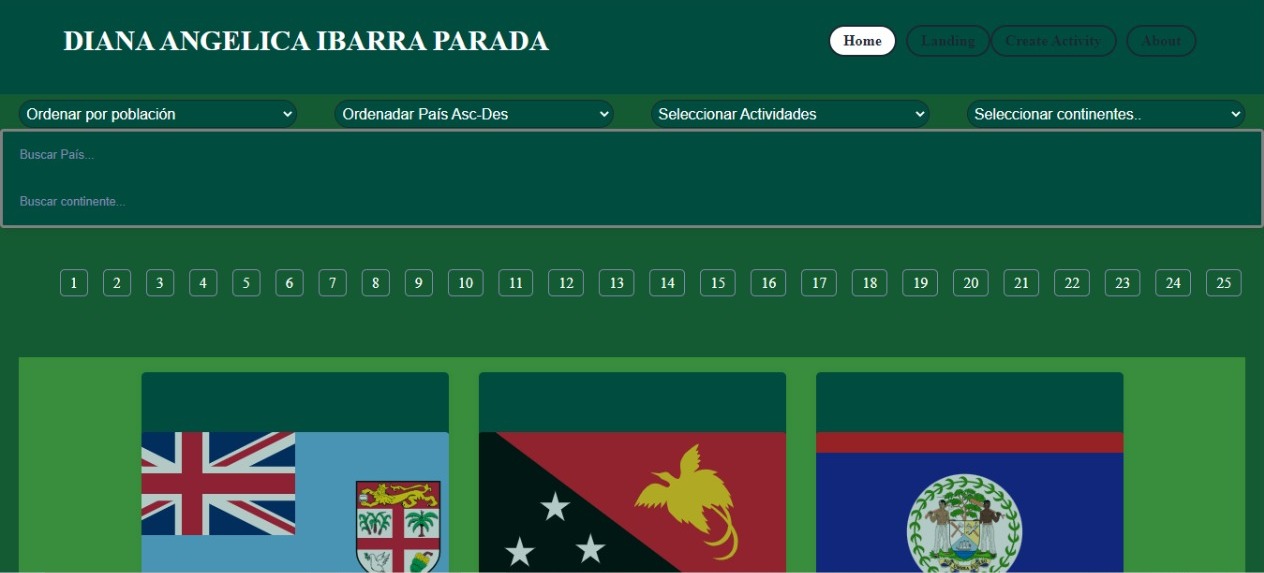 DIANA ANGELICA IBARRA PARADA
Home Landing Create Activity About
Ordenar por población Ordenadar País Asc-Des Seleccionar Actividades Seleccionar continentes..
Buscar País...
Buscar continente...
1 2 3 4 5 6 7 8 9 10 11 12 13 14 15 16 17 18 19 20 21 22 23 24 25